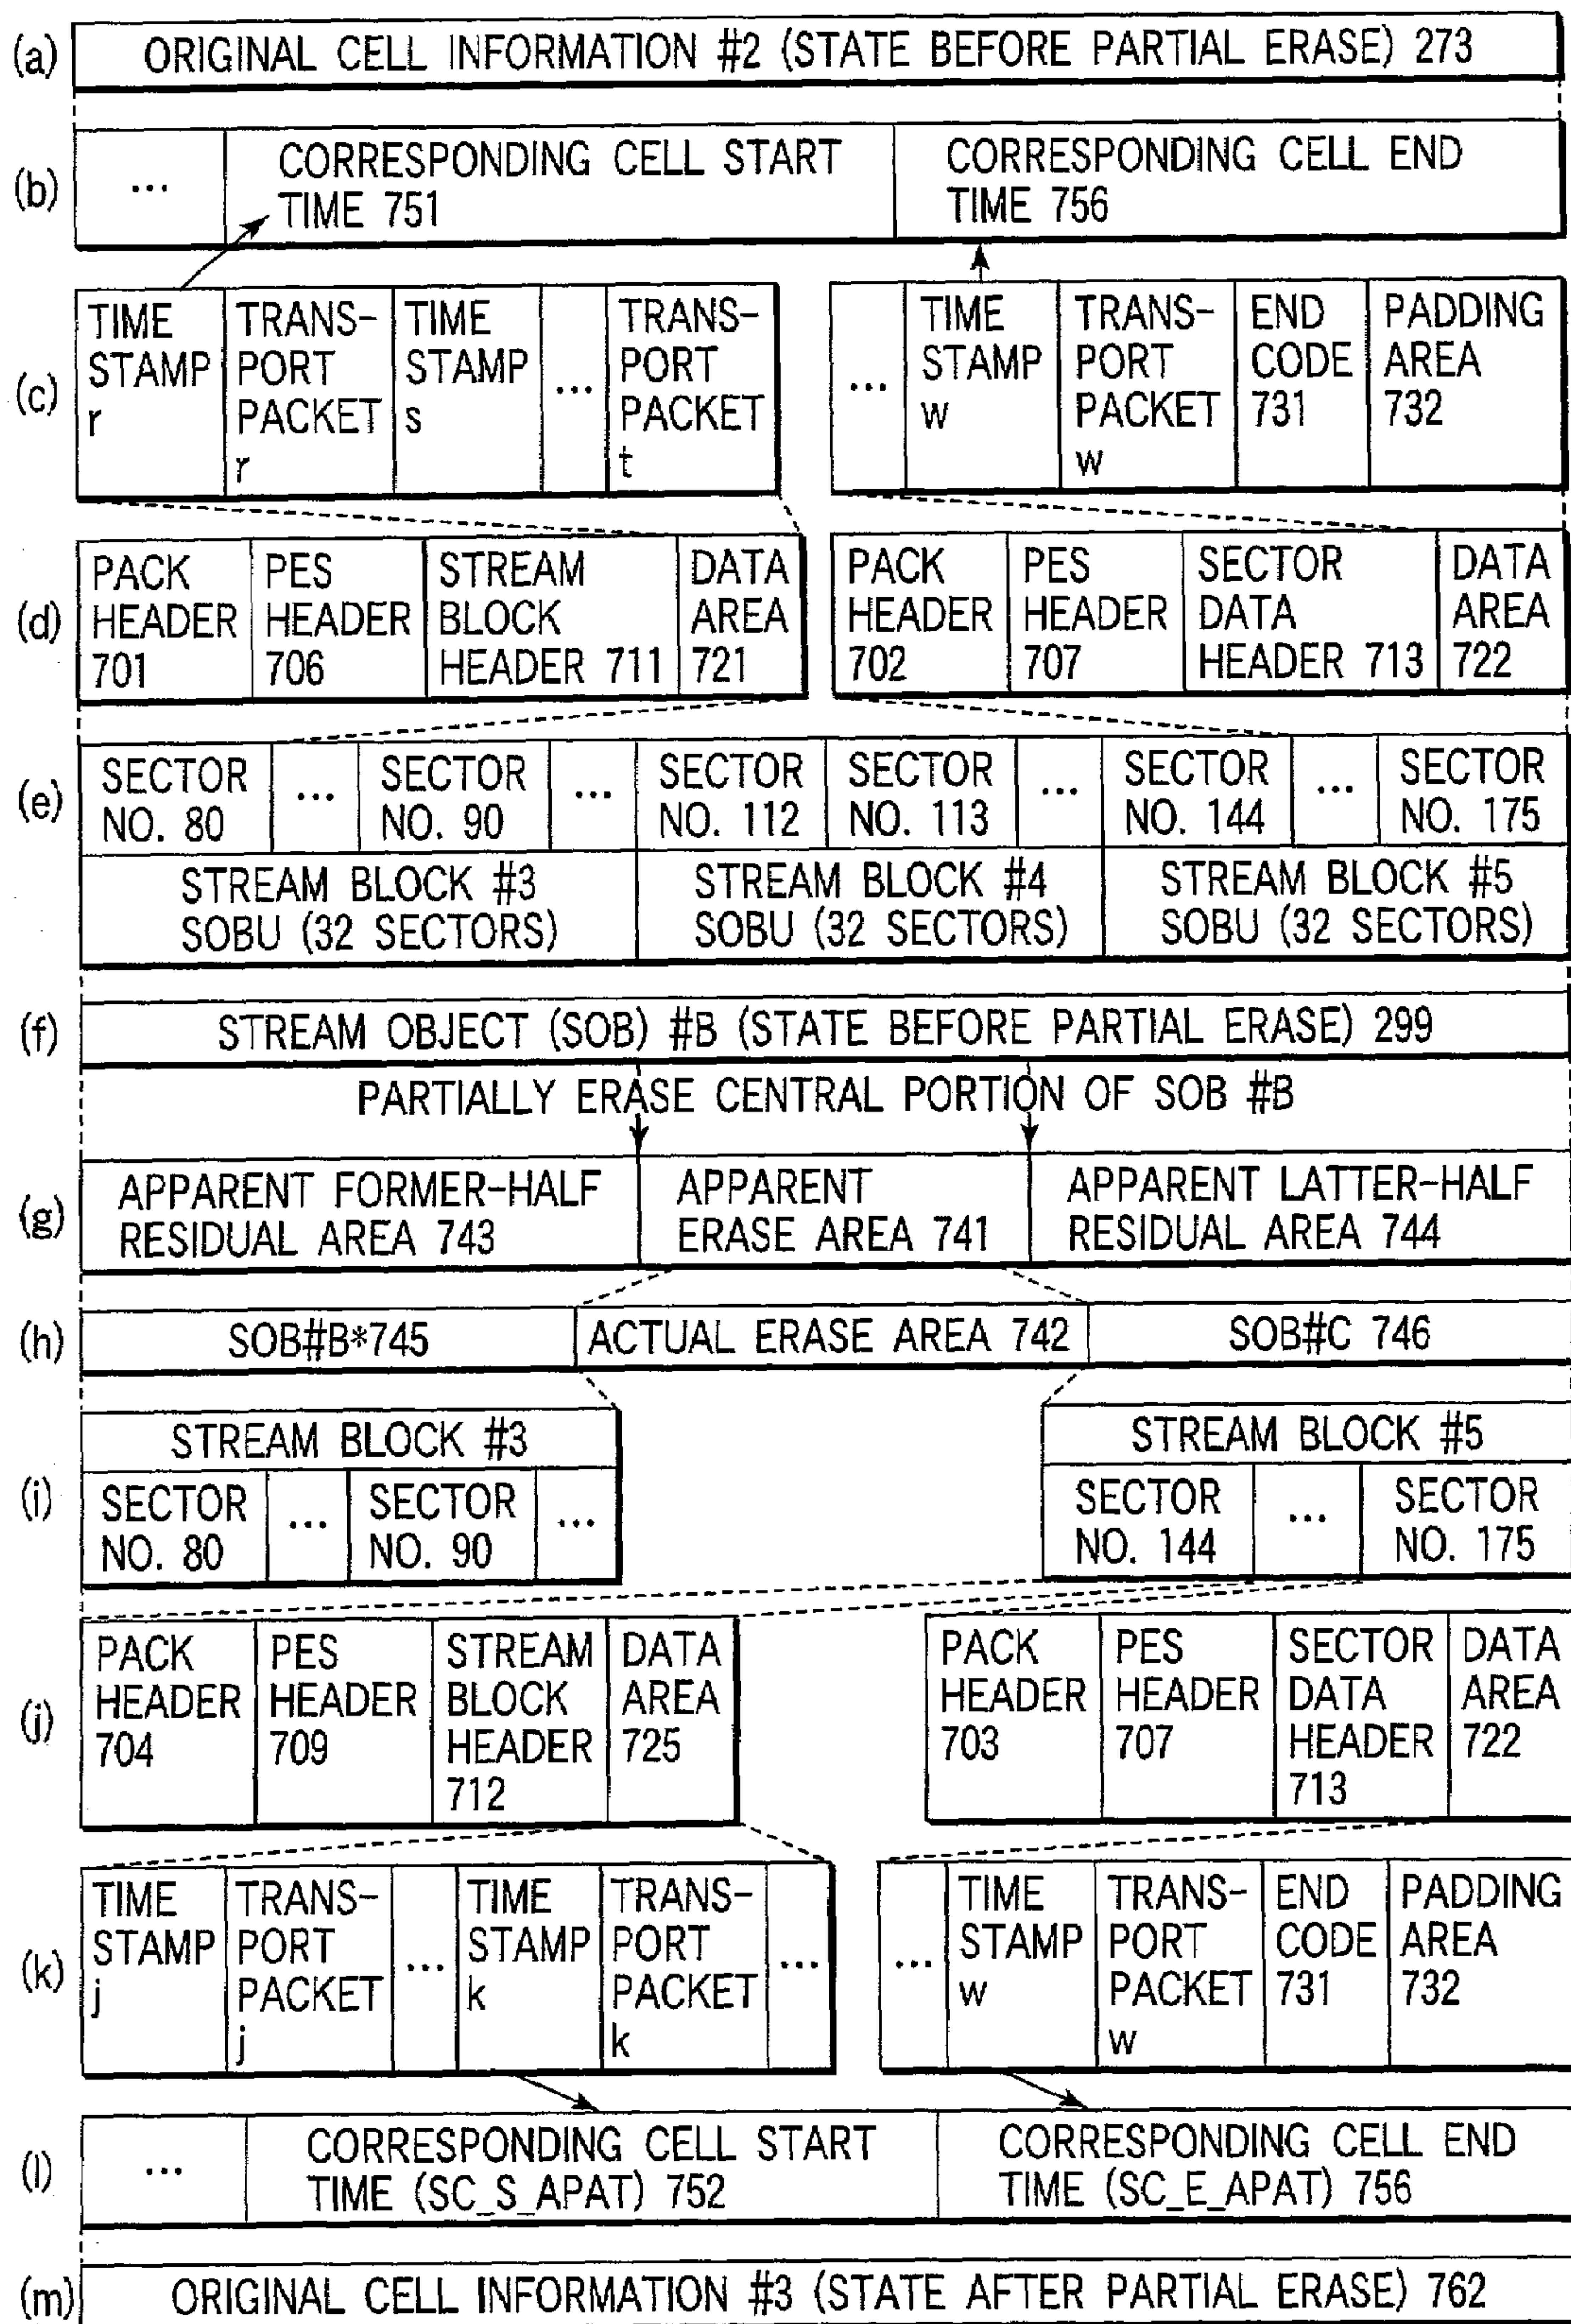 (a) ORIGINAL CELL INFORMATION #2 (STATE BEFORE PARTIAL ERASE) 273
(b) ...
CORRESPONDING CELL START
TIME 751
CORRESPONDING CELL END
TIME 756
(c)
TIME
STAMP
r
TRANS-
PORT
PACKET
r
TIME
STAMP
s
...
TRANS-
PORT
PACKET
t
...
TIME
STAMP
w
TRANS-
PORT
PACKET
w
END
CODE
731
PADDING
AREA
732
(d)
PACK
HEADER
701
PES
HEADER
706
STREAM
BLOCK
HEADER 711
DATA
AREA
721
PACK
HEADER
702
PES
HEADER
707
SECTOR
DATA
HEADER 713
DATA
AREA
722
(e)
SECTOR
NO. 80
...
SECTOR
NO. 90
...
SECTOR
NO. 112
SECTOR
NO. 113
...
SECTOR
NO. 144
...
SECTOR
NO. 175
STREAM BLOCK #3
SOBU (32 SECTORS)
STREAM BLOCK #4
SOBU (32 SECTORS)
STREAM BLOCK #5
SOBU (32 SECTORS)
(f) STREAM OBJECT (SOB) #B (STATE BEFORE PARTIAL ERASE) 299
PARTIALLY ERASE CENTRAL PORTION OF SOB #B
(g)
APPARENT FORMER-HALF
RESIDUAL AREA 743
APPARENT
ERASE AREA 741
APPARENT LATTER-HALF
RESIDUAL AREA 744
(h) SOB#B*745
ACTUAL ERASE AREA 742
SOB#C 746
(i)
STREAM BLOCK #3
SECTOR
NO. 80
...
SECTOR
NO. 90
...
STREAM BLOCK #5
SECTOR
NO. 144
...
SECTOR
NO. 175
(j)
PACK
HEADER
704
PES
HEADER
709
STREAM
BLOCK
HEADER
712
DATA
AREA
725
PACK
HEADER
703
PES
HEADER
707
SECTOR
DATA
HEADER
713
DATA
AREA
722
(k)
TIME
STAMP
j
TRANS-
PORT
PACKET
j
...
TIME
STAMP
k
TRANS-
PORT
PACKET
k
...
...
TIME
STAMP
w
TRANS-
PORT
PACKET
w
END
CODE
731
PADDING
AREA
732
(l) ...
CORRESPONDING CELL START
TIME (SC_S_APAT) 752
CORRESPONDING CELL END
TIME (SC_E_APAT) 756
(m) ORIGINAL CELL INFORMATION #3 (STATE AFTER PARTIAL ERASE) 762